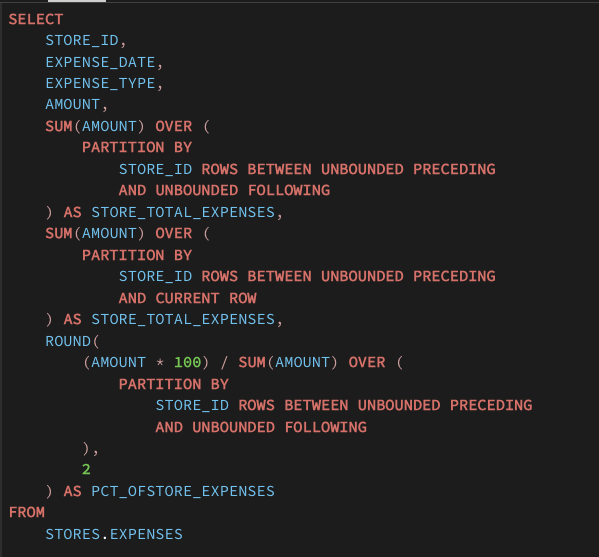 SELECT
STORE_ID,
EXPENSE_DATE,
EXPENSE_TYPE,
AMOUNT,
SUM(AMOUNT) OVER (
PARTITION BY
STORE_ID ROWS BETWEEN UNBOUNDED PRECEDING
AND UNBOUNDED FOLLOWING
) AS STORE_TOTAL_EXPENSES,
SUM(AMOUNT) OVER (
PARTITION BY
STORE_ID ROWS BETWEEN UNBOUNDED PRECEDING
AND CURRENT ROW
) AS STORE_TOTAL_EXPENSES,
ROUND(
(AMOUNT * 100) / SUM(AMOUNT) OVER (
PARTITION BY
STORE_ID ROWS BETWEEN UNBOUNDED PRECEDING
AND UNBOUNDED FOLLOWING
),
2
) AS PCT_OFSTORE_EXPENSES
FROM
STORES.EXPENSES